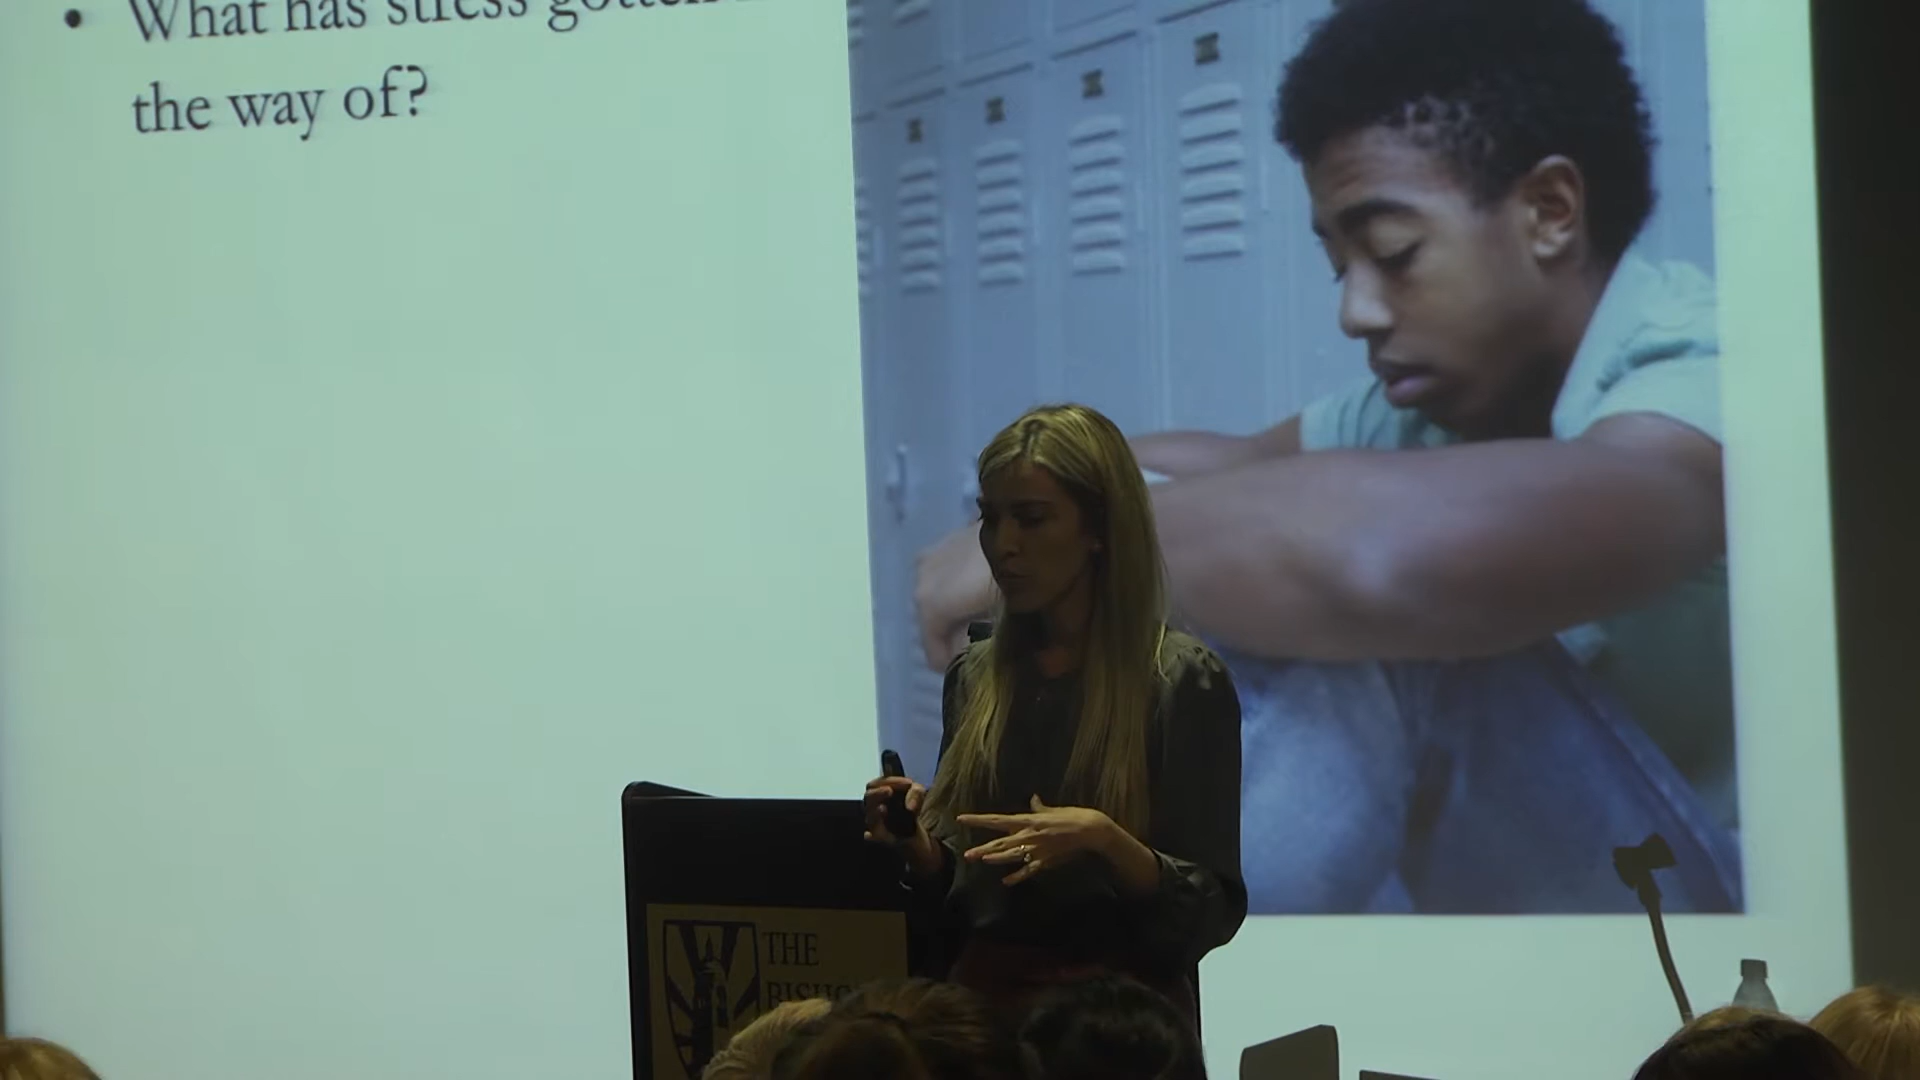 • What has stress gotten
the way of?
THE